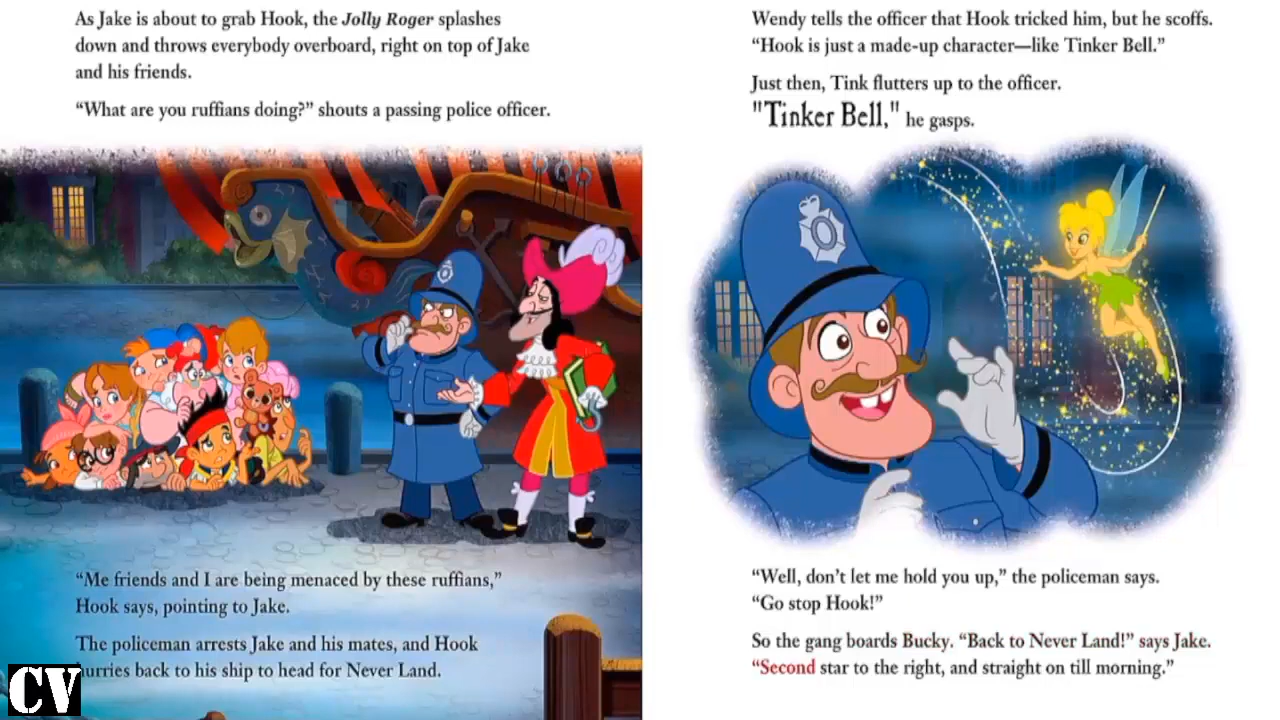 As Jake is about to grab Hook, the Jolly Roger splashes
down and throws everybody overboard, right on top of Jake
and his friends.
“What are you ruffians doing?” shouts a passing police officer.
“Me friends and I are being menaced by these ruffians,”
Hook says, pointing to Jake.
The policeman arrests Jake and his mates, and Hook
hurries back to his ship to head for Never Land.
CV
Wendy tells the officer that Hook tricked him, but he scoffs.
“Hook is just a made-up character—like Tinker Bell.”
Just then, Tink flutters up to the officer.
"Tinker Bell," he gasps.
“Well, don’t let me hold you up,” the policeman says.
“Go stop Hook!”
So the gang boards Bucky. “Back to Never Land!” says Jake.
“Second star to the right, and straight on till morning.”